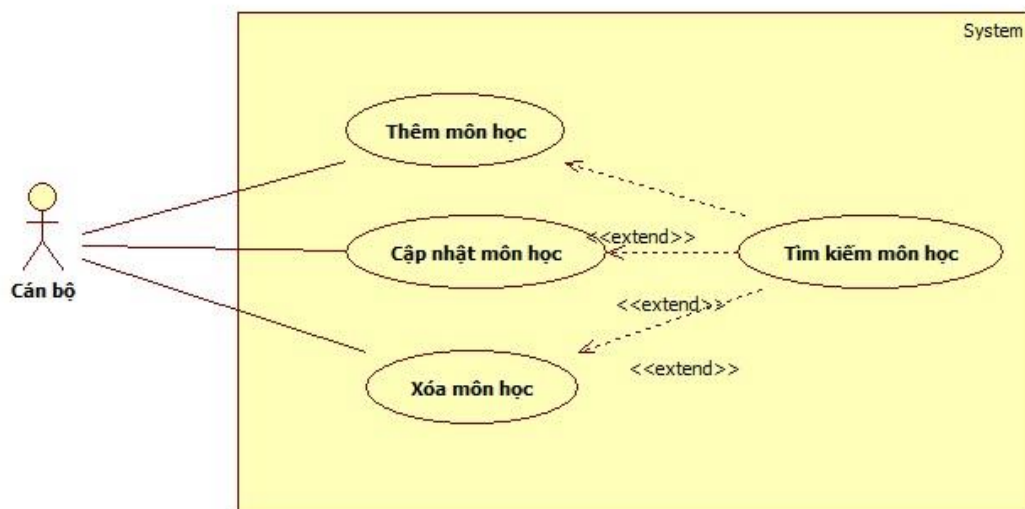 System
Thêm môn học
Cán bộ
Cập nhật môn học
<<extend>>
Tìm kiếm môn học
<<extend>>
<<extend>>
Xóa môn học